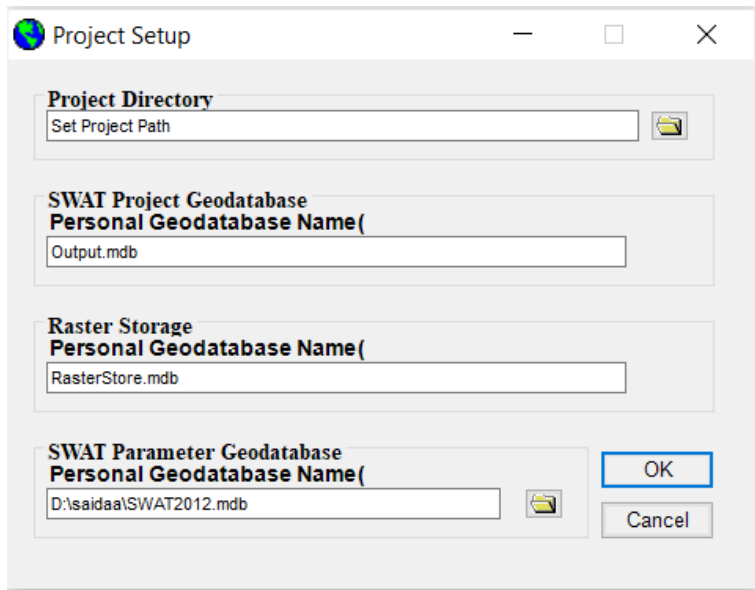 Project Setup
Project Directory
Set Project Path
SWAT Project Geodatabase
Personal Geodatabase Name(
Output.mdb
Raster Storage
Personal Geodatabase Name(
RasterStore.mdb
SWAT Parameter Geodatabase
Personal Geodatabase Name(
D:\saidaa\SWAT2012.mdb
OK
Cancel